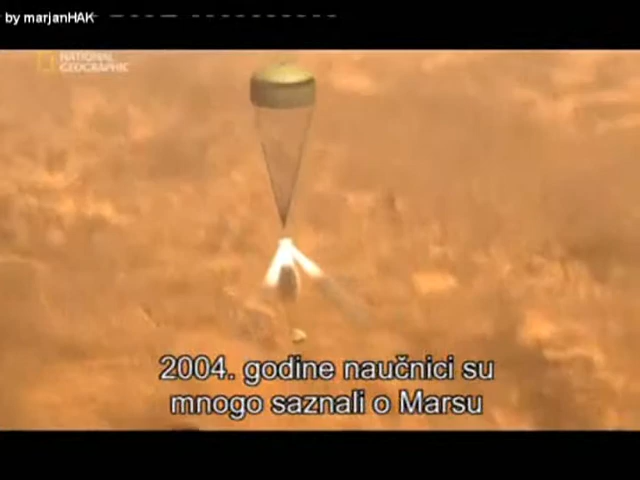 by marjanHAK
NATIONAL
GEOGRAPHIC
2004. godine naučnici su
mnogo saznali o Marsu